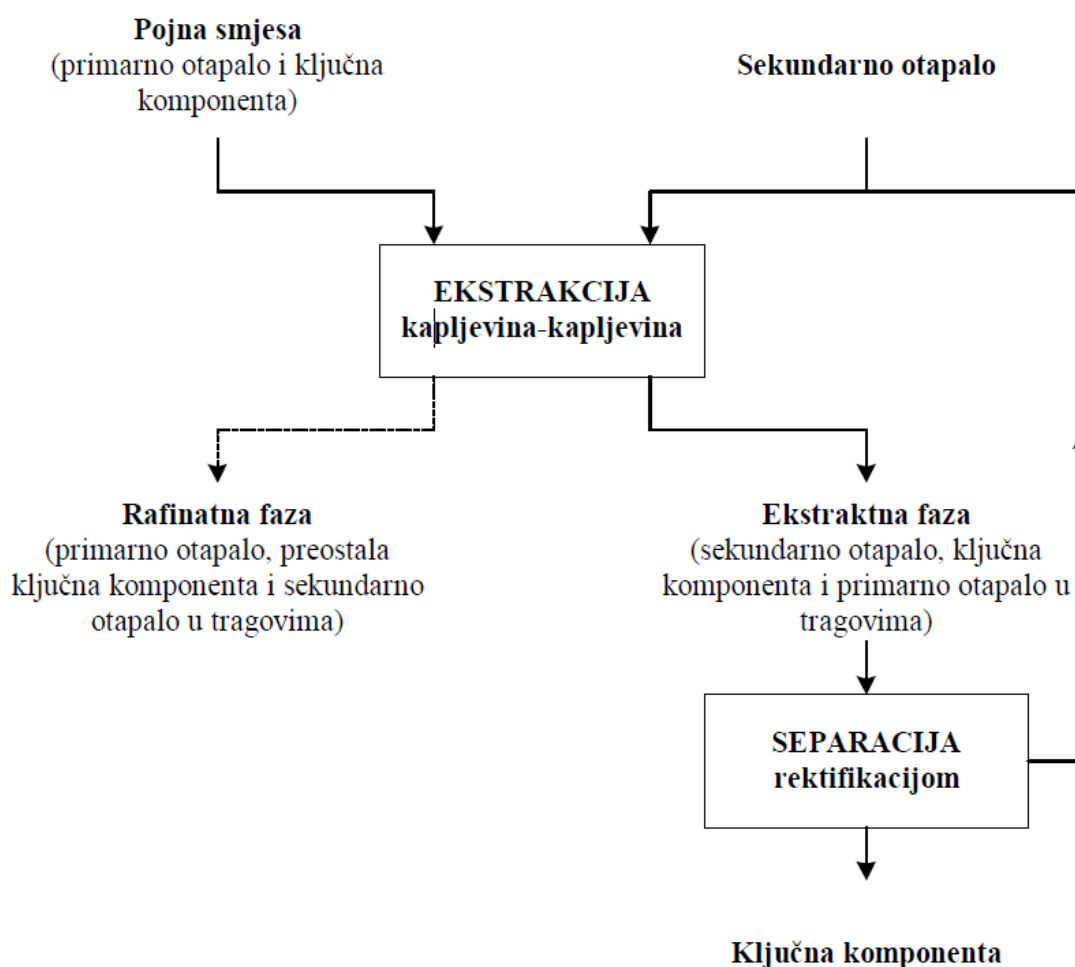 Pojna smjesa
(primarno otapalo i ključna
komponenta)
Sekundarno otapalo
EKSTRAKCIJA
kapljevina-kapljevina
Rafinatna faza
(primarno otapalo, preostala
ključna komponenta i sekundarno
otapalo u tragovima)
Ekstraktna faza
(sekundarno otapalo, ključna
komponenta i primarno otapalo u
tragovima)
SEPARACIJA
rektifikacijom
Ključna komponenta